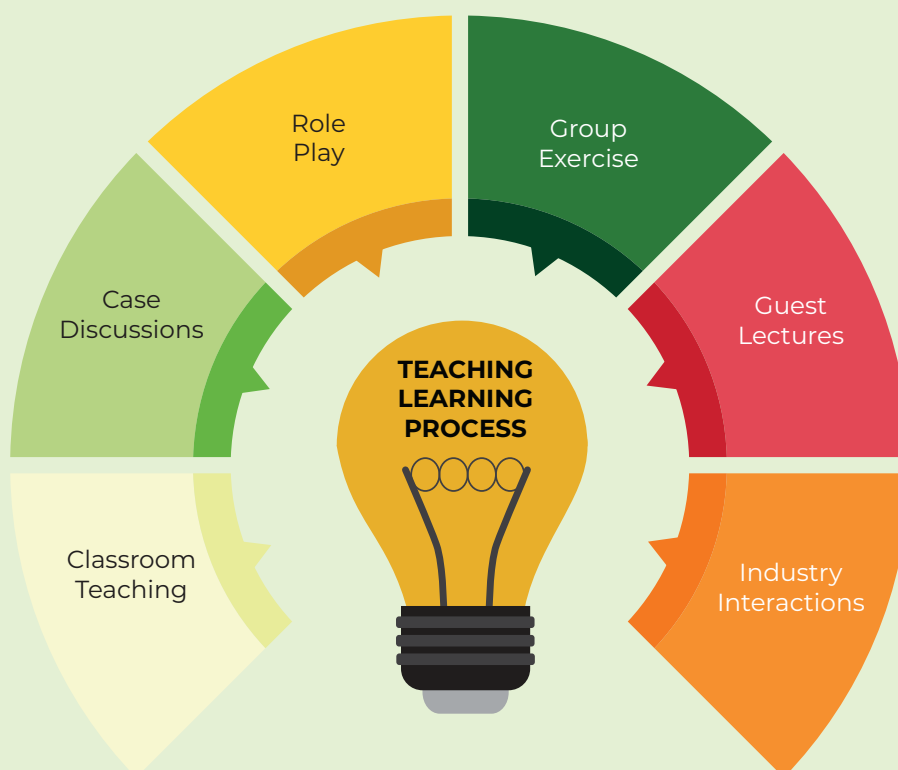 Role
Play
Group
Exercise
Case
Discussions
Guest
Lectures
TEACHING
LEARNING
PROCESS
Classroom
Teaching
Industry
Interactions